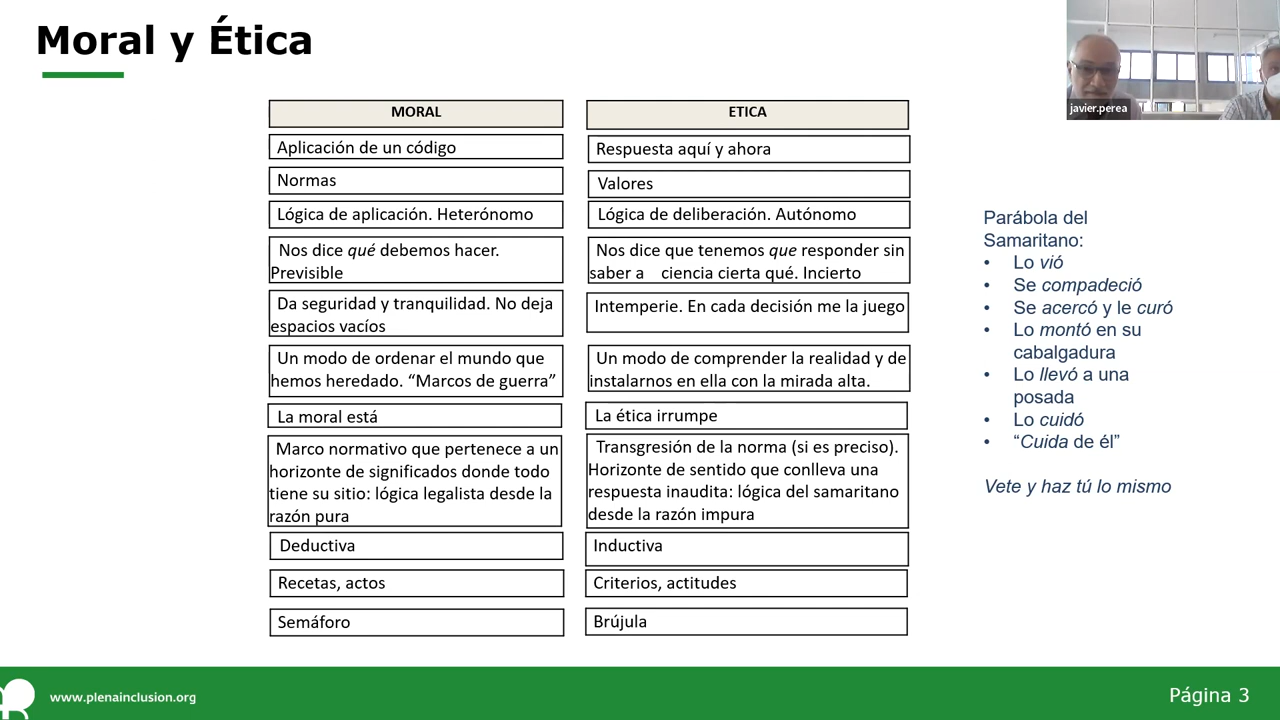 Moral y Ética
javier.perea
MORAL
ETICA
Aplicación de un código
Respuesta aquí y ahora
Normas
Valores
Lógica de aplicación. Heterónomo
Lógica de deliberación. Autónomo
Nos dice qué debemos hacer.
Previsible
Nos dice que tenemos que responder sin
saber a ciencia cierta qué. Incierto
Da seguridad y tranquilidad. No deja
espacios vacíos
Intemperie. En cada decisión me la juego
Un modo de ordenar el mundo que
hemos heredado. “Marcos de guerra”
Un modo de comprender la realidad y de
instalarnos en ella con la mirada alta.
La moral está
La ética irrumpe
Marco normativo que pertenece a un
horizonte de significados donde todo
tiene su sitio: lógica legalista desde la
razón pura
Transgresión de la norma (si es preciso).
Horizonte de sentido que conlleva una
respuesta inaudita: lógica del samaritano
desde la razón impura
Deductiva
Inductiva
Recetas, actos
Criterios, actitudes
Semáforo
Brújula
Parábola del
Samaritano:
• Lo vió
• Se compadeció
• Se acercó y le curó
• Lo montó en su
cabalgadura
• Lo llevó a una
posada
• Lo cuidó
• “Cuida de él”
Vete y haz tú lo mismo
www.plenainclusion.org
Página 3